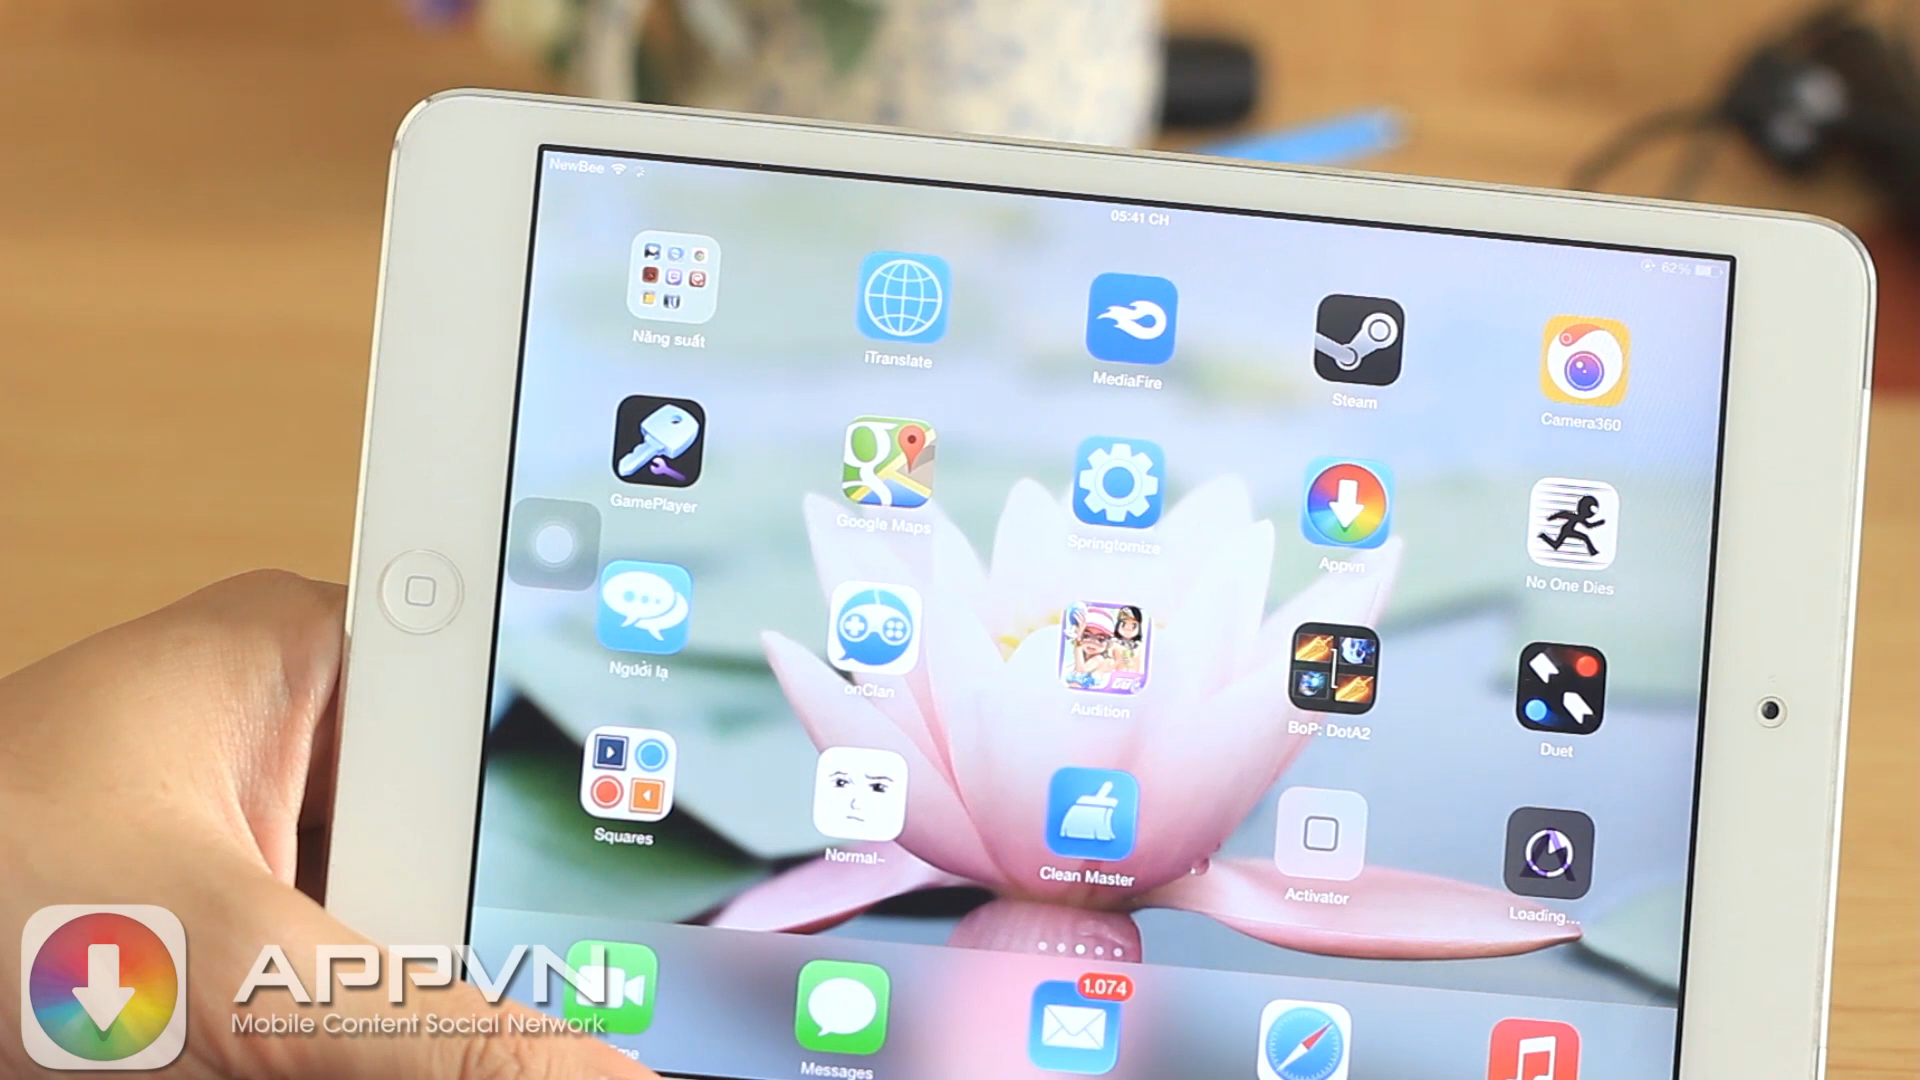 NewBee
05:41 CH
62%
Năng suất
iTranslate
MediaFire
Steam
Camera360
GamePlayer
Google Maps
Springtomize
Appvn
No One Dies
Người lạ
onClan
Audition
BoP: DotA2
Duet
Squares
Normal~
Clean Master
Activator
Loading...
1.074
Messages
APPVN
Mobile Content Social Network